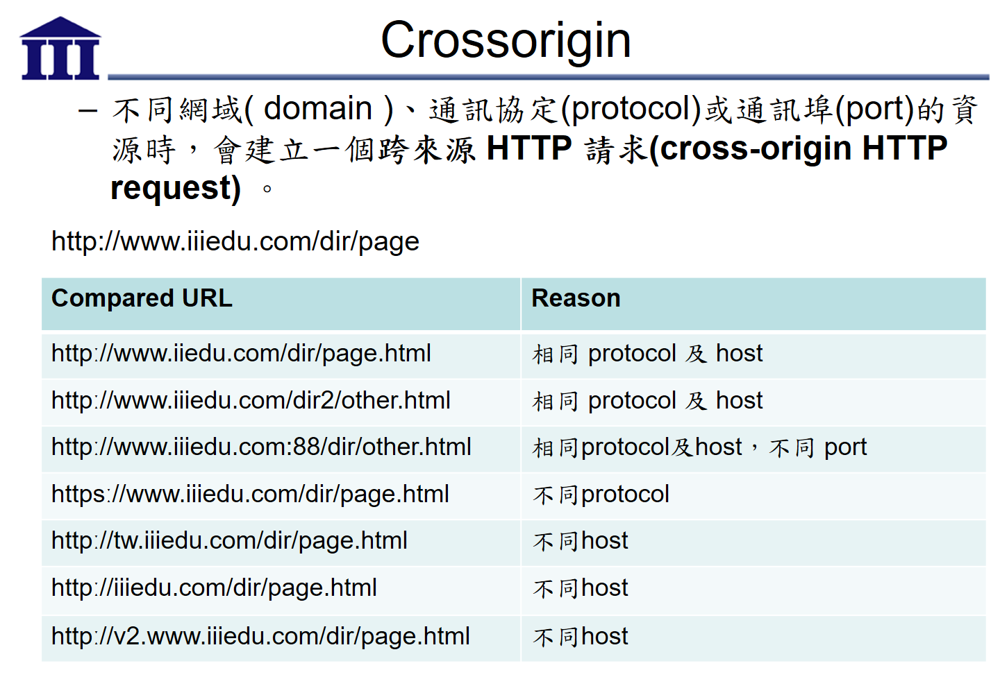 Crossorigin
– 不同網域( domain )、通訊協定(protocol)或通訊埠(port)的資
源時，會建立一個跨來源 HTTP 請求(cross-origin HTTP
request) 。
http://www.iiiedu.com/dir/page
Compared URL Reason
http://www.iiedu.com/dir/page.html 相同 protocol 及 host
http://www.iiiedu.com/dir2/other.html 相同 protocol 及 host
http://www.iiiedu.com:88/dir/other.html 相同protocol及host，不同 port
https://www.iiiedu.com/dir/page.html 不同protocol
http://tw.iiiedu.com/dir/page.html 不同host
http://iiiedu.com/dir/page.html 不同host
http://v2.www.iiiedu.com/dir/page.html 不同host